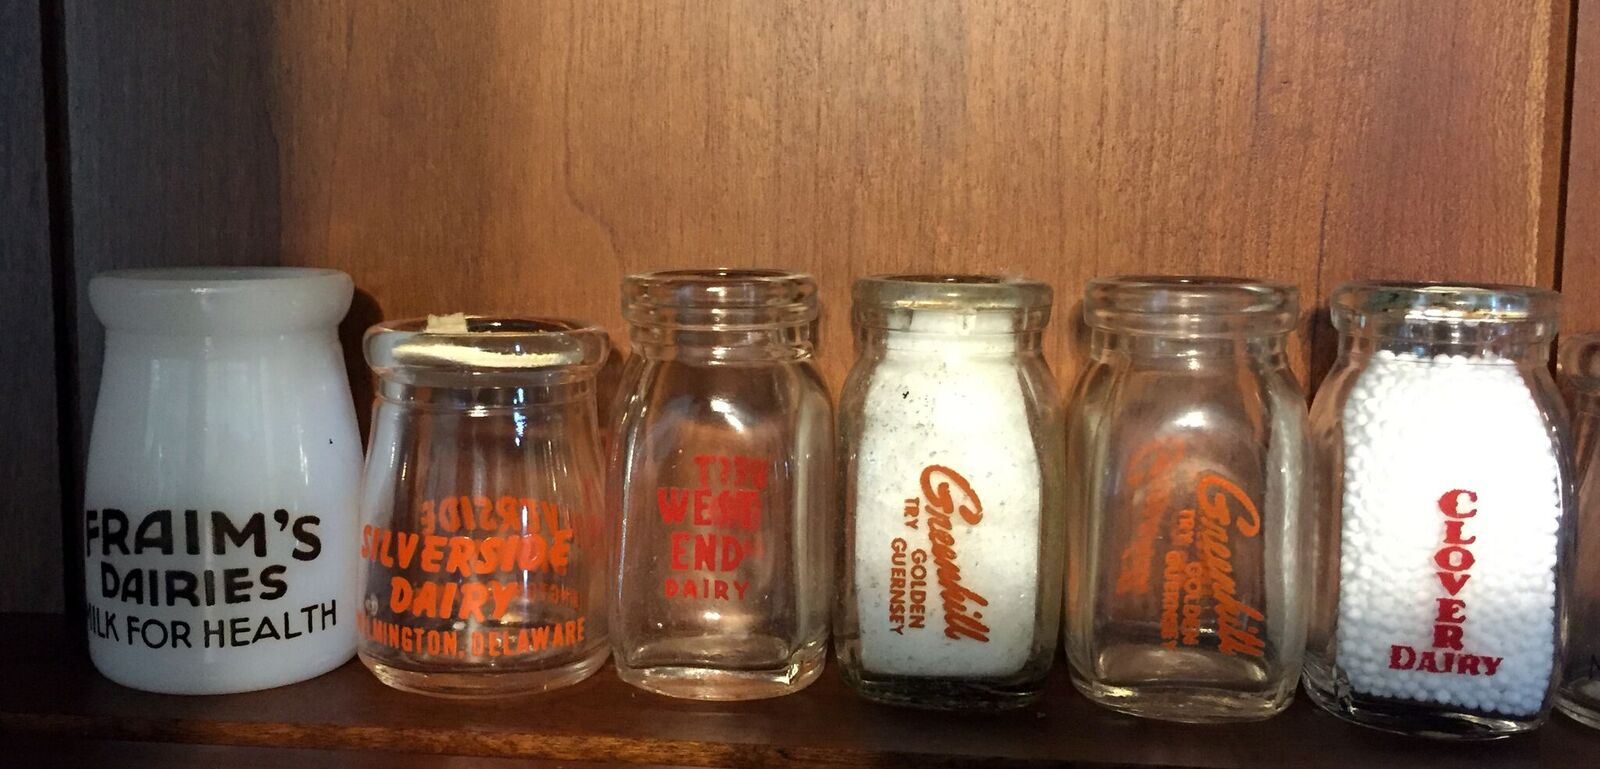 FRAIM'S
DAIRIES
MILK FOR HEALTH
SILVERSIDE
DAIRY
WILMINGTON, DELAWARE
WEST
END
DAIRY
Greenhill
TRY GOLDEN
GUERNSEY
Greenhill
TRY GOLDEN
GUERNSEY
CLOVER
DAIRY